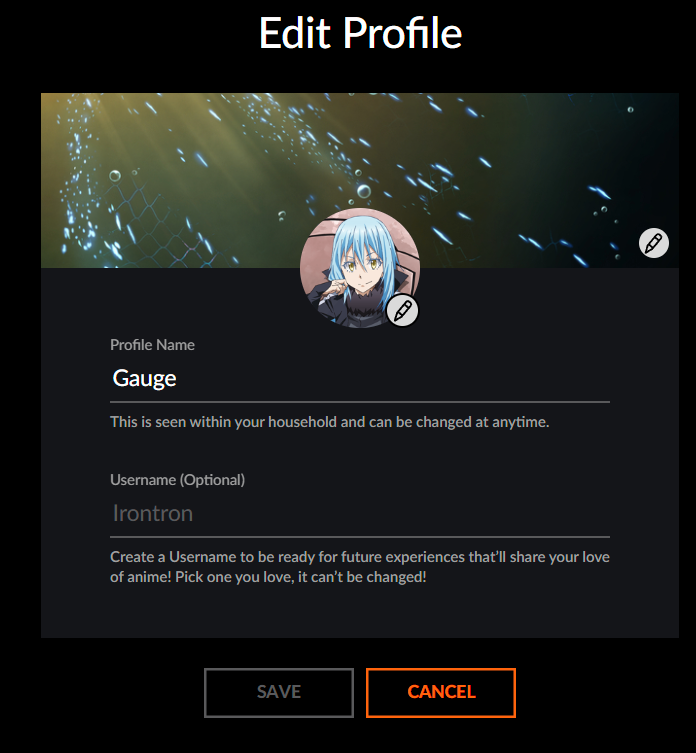 Edit Profile
Profile Name
Gauge
This is seen within your household and can be changed at anytime.
Username (Optional)
Irontron
Create a Username to be ready for future experiences that'll share your love
of anime! Pick one you love, it can't be changed!
SAVE
CANCEL